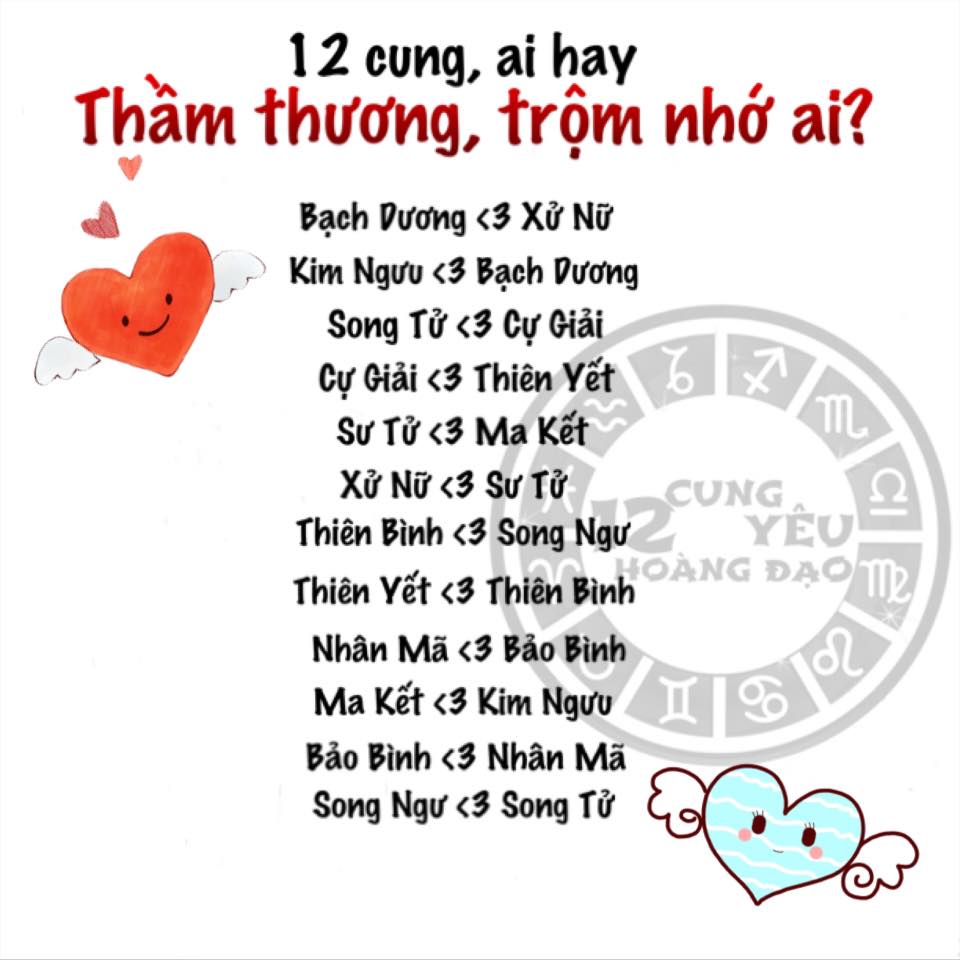 12 cung, ai hay
Thầm thương, trộm nhớ ai?
Bạch Dương <3 Xử Nữ
Kim Ngưu <3 Bạch Dương
Song Tử <3 Cự Giải
Cự Giải <3 Thiên Yết
Sư Tử <3 Ma Kết
Xử Nữ <3 Sư Tử
Thiên Bình <3 Song Ngư
Thiên Yết <3 Thiên Bình
Nhân Mã <3 Bảo Bình
Ma Kết <3 Kim Ngưu
Bảo Bình <3 Nhân Mã
Song Ngư <3 Song Tử
12 CUNG
YÊU
HOÀNG ĐẠO